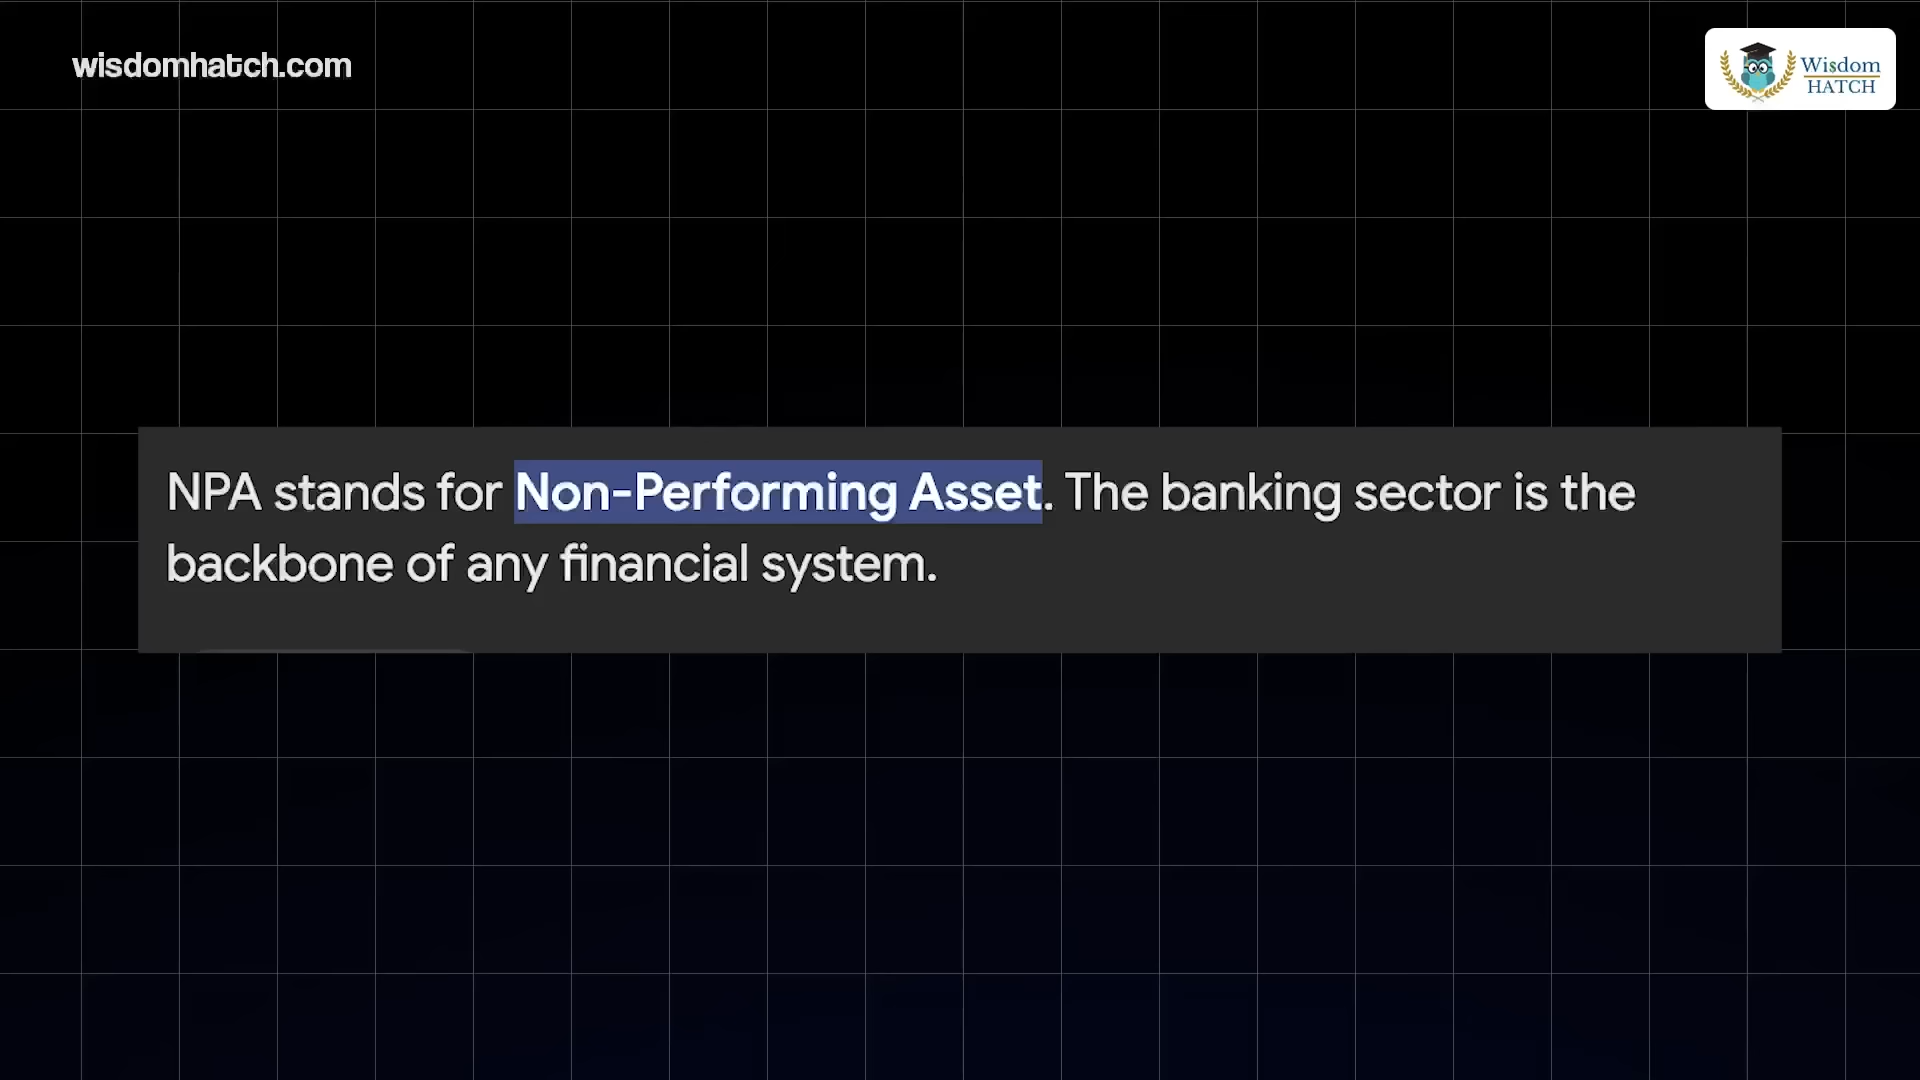 wisdomhatch.com
Wisdom
HATCH
NPA stands for Non-Performing Asset. The banking sector is the
backbone of any financial system.